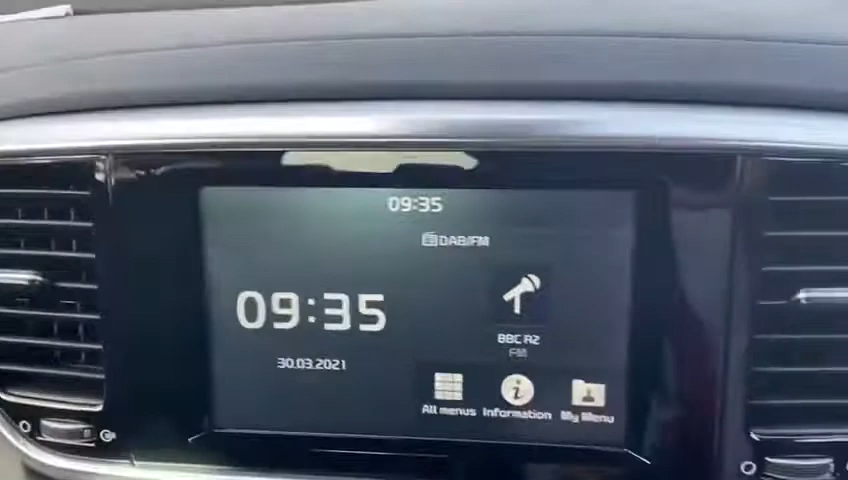 09:35
DAB/FM
09:35
BBC R2
FM
30.03.2021
All menus
Information
My Menu